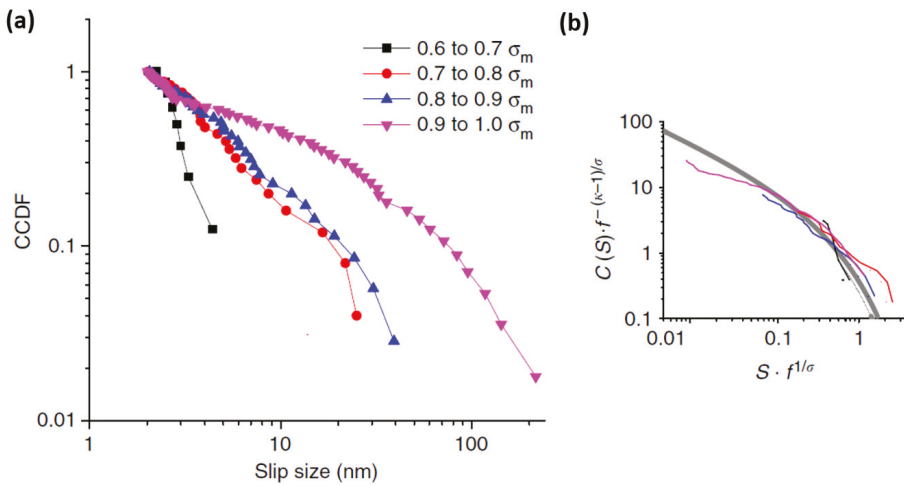 (a)
0.6 to 0.7 σm
0.7 to 0.8 σm
0.8 to 0.9 σm
0.9 to 1.0 σm
1
0.1
0.01
CCDF
1
10
100
Slip size (nm)
(b)
100
10
1
0.1
C (S)·f−(κ−1)/σ
0.01
0.1
1
S · f1/σ